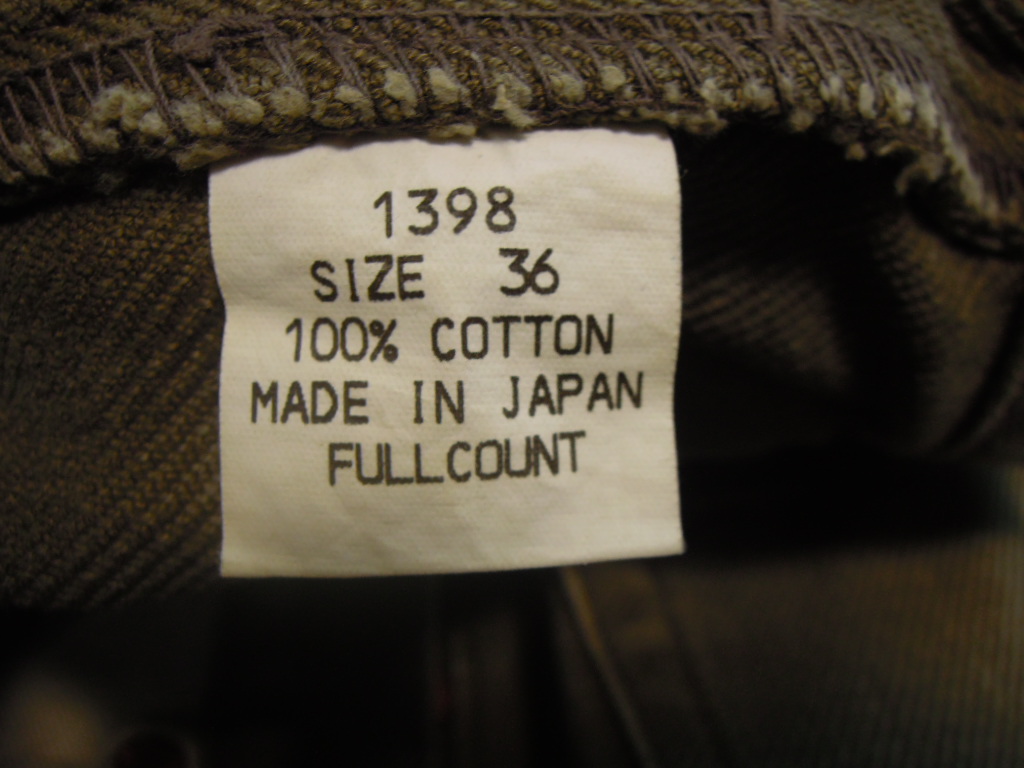 1398
SIZE 36
100% COTTON
MADE IN JAPAN
FULLCOUNT